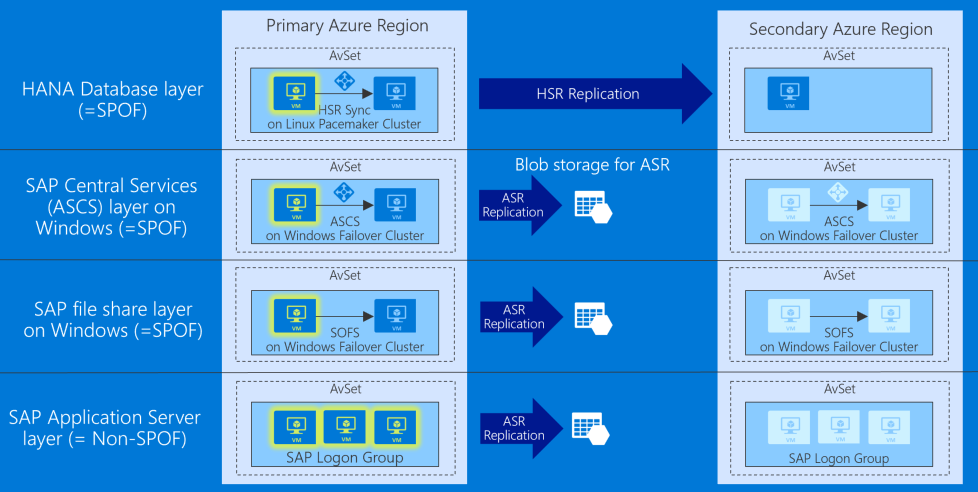 Primary Azure Region
Secondary Azure Region
HANA Database layer
(=SPOF)
AvSet
VM
HSR Sync
on Linux Pacemaker Cluster
HSR Replication
AvSet
VM
SAP Central Services
(ASCS) layer on
Windows (=SPOF)
AvSet
VM
VM
ASCS
on Windows Failover Cluster
Blob storage for ASR
ASR
Replication
AvSet
VM
VM
ASCS
on Windows Failover Cluster
SAP file share layer
on Windows (=SPOF)
AvSet
VM
VM
SOFS
on Windows Failover Cluster
ASR
Replication
AvSet
VM
VM
SOFS
on Windows Failover Cluster
SAP Application Server
layer (= Non-SPOF)
AvSet
VM
VM
VM
SAP Logon Group
ASR
Replication
AvSet
VM
VM
VM
SAP Logon Group